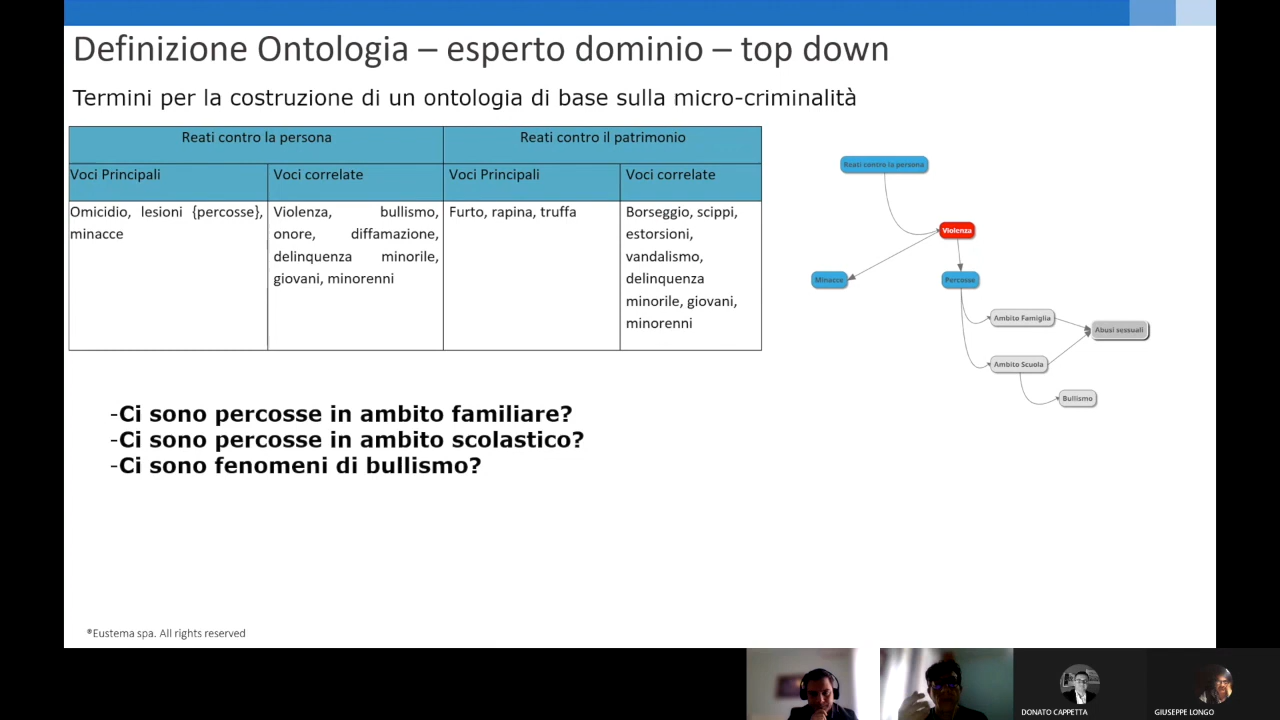 Definizione Ontologia – esperto dominio – top down
Termini per la costruzione di un ontologia di base sulla micro-criminalità
Reati contro la persona
Reati contro il patrimonio
Voci Principali
Voci correlate
Voci Principali
Voci correlate
Omicidio, lesioni {percosse},
minacce
Violenza, bullismo,
onore, diffamazione,
delinquenza minorile,
giovani, minorenni
Furto, rapina, truffa
Borseggio, scippi,
estorsioni,
vandalismo,
delinquenza
minorile, giovani,
minorenni
Reati contro la persona
Violenza
Minacce
Percosse
Ambito Famiglia
Abusi sessuali
Ambito Scuola
Bullismo
-Ci sono percosse in ambito familiare?
-Ci sono percosse in ambito scolastico?
-Ci sono fenomeni di bullismo?
®Eustema spa. All rights reserved
DONATO CAPPETTA
GIUSEPPE LONGO